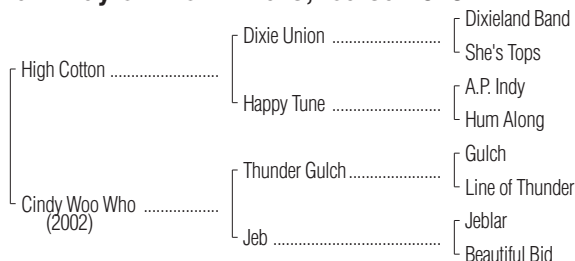 Dixieland Band
Dixie Union
She's Tops
High Cotton
A.P. Indy
Happy Tune
Hum Along
Gulch
Thunder Gulch
Line of Thunder
Cindy Woo Who
(2002)
Jeblar
Jeb
Beautiful Bid